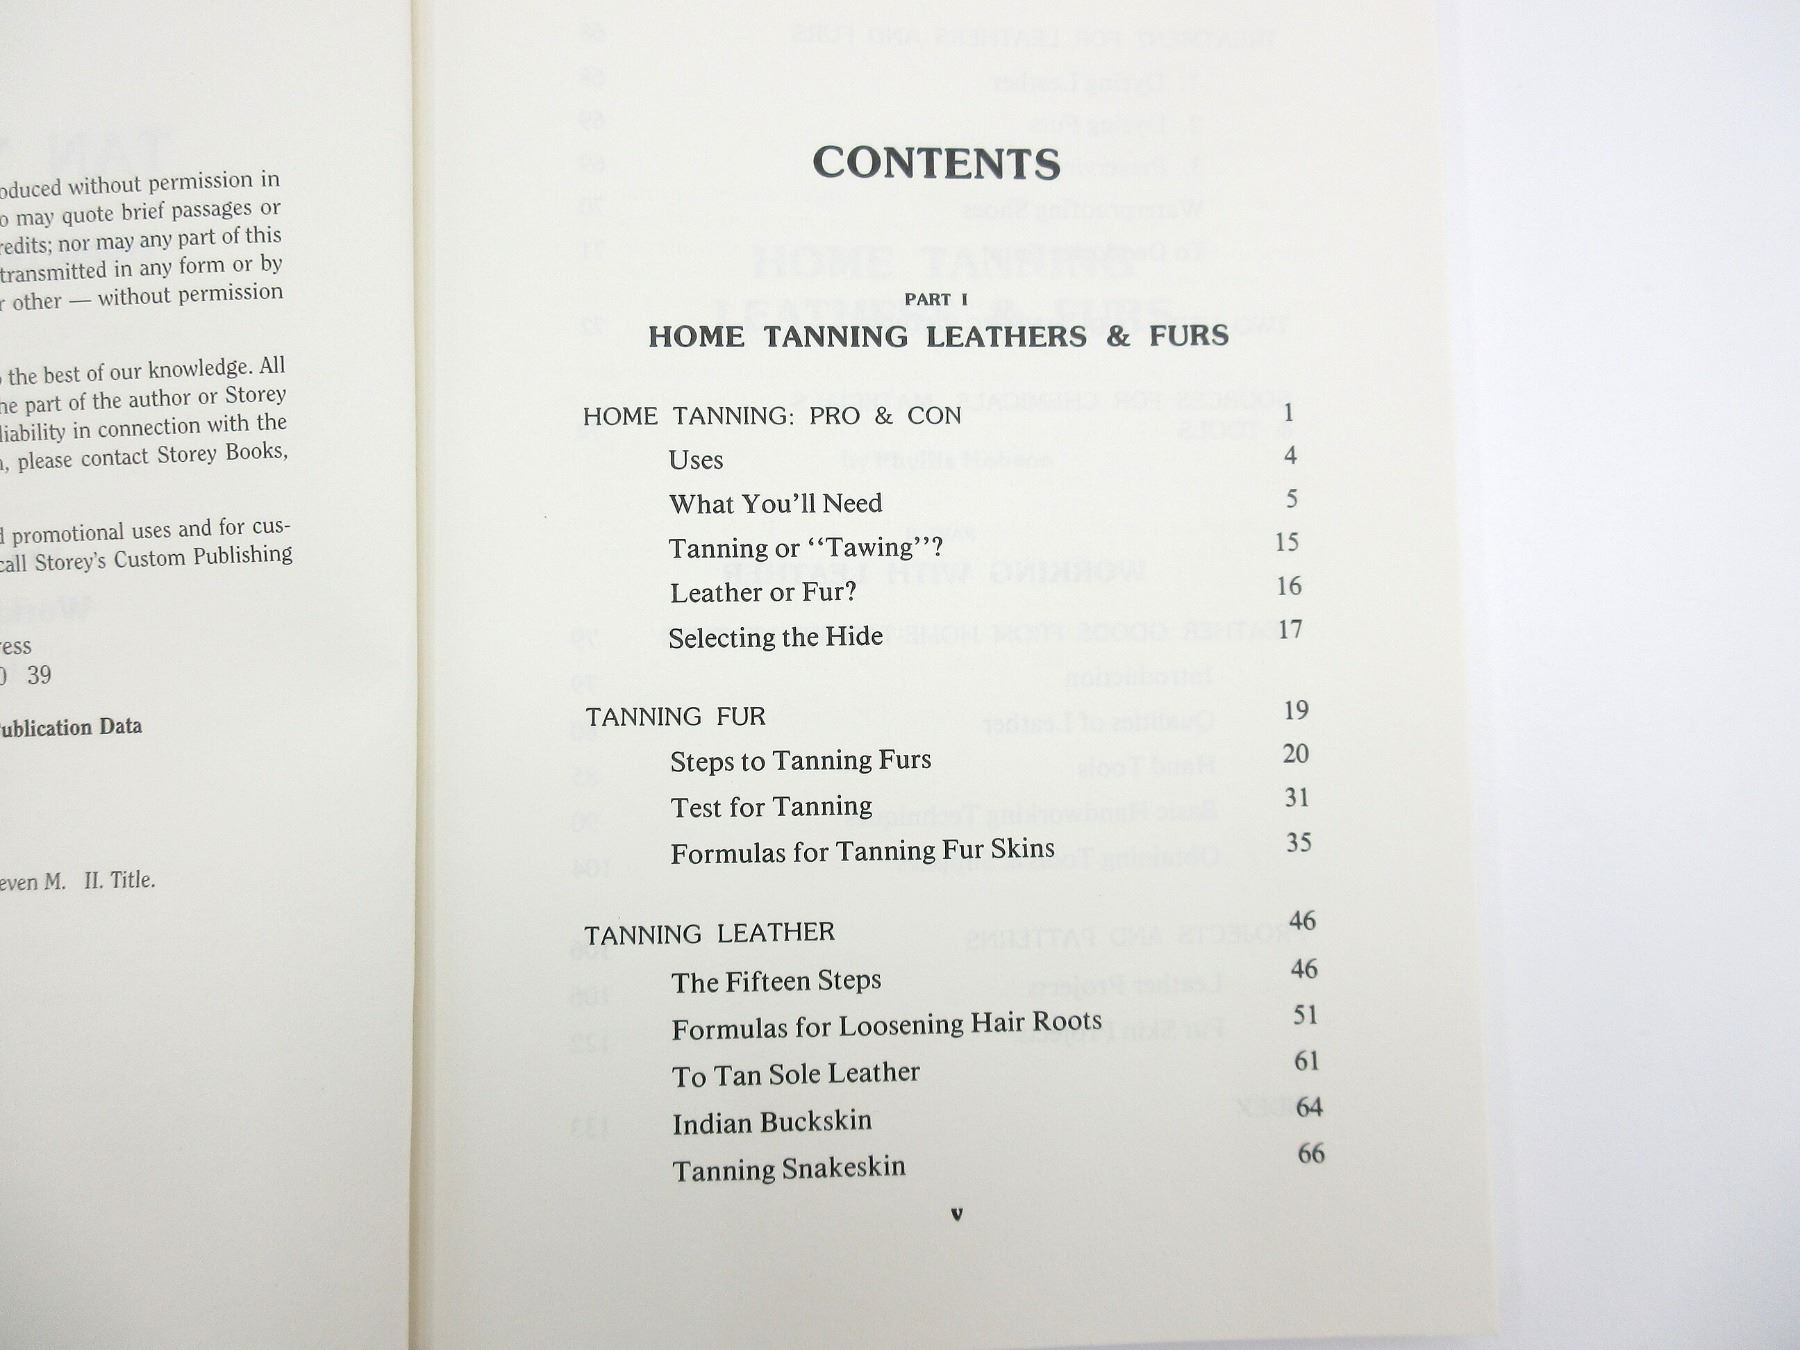 oduced without permission in
o may quote brief passages or
redits; nor may any part of this
transmitted in any form or by
r other — without permission
the best of our knowledge. All
he part of the author or Storey
liability in connection with the
, please contact Storey Books,
d promotional uses and for cus-
call Storey's Custom Publishing
ress
0 39
ublication Data
even M. II. Title.
CONTENTS
PART I
HOME TANNING LEATHERS & FURS
HOME TANNING: PRO & CON 1
Uses 4
What You'll Need 5
Tanning or ‘‘Tawing’’? 15
Leather or Fur? 16
Selecting the Hide 17
TANNING FUR 19
Steps to Tanning Furs 20
Test for Tanning 31
Formulas for Tanning Fur Skins 35
TANNING LEATHER 46
The Fifteen Steps 46
Formulas for Loosening Hair Roots 51
To Tan Sole Leather 61
Indian Buckskin 64
Tanning Snakeskin 66
v